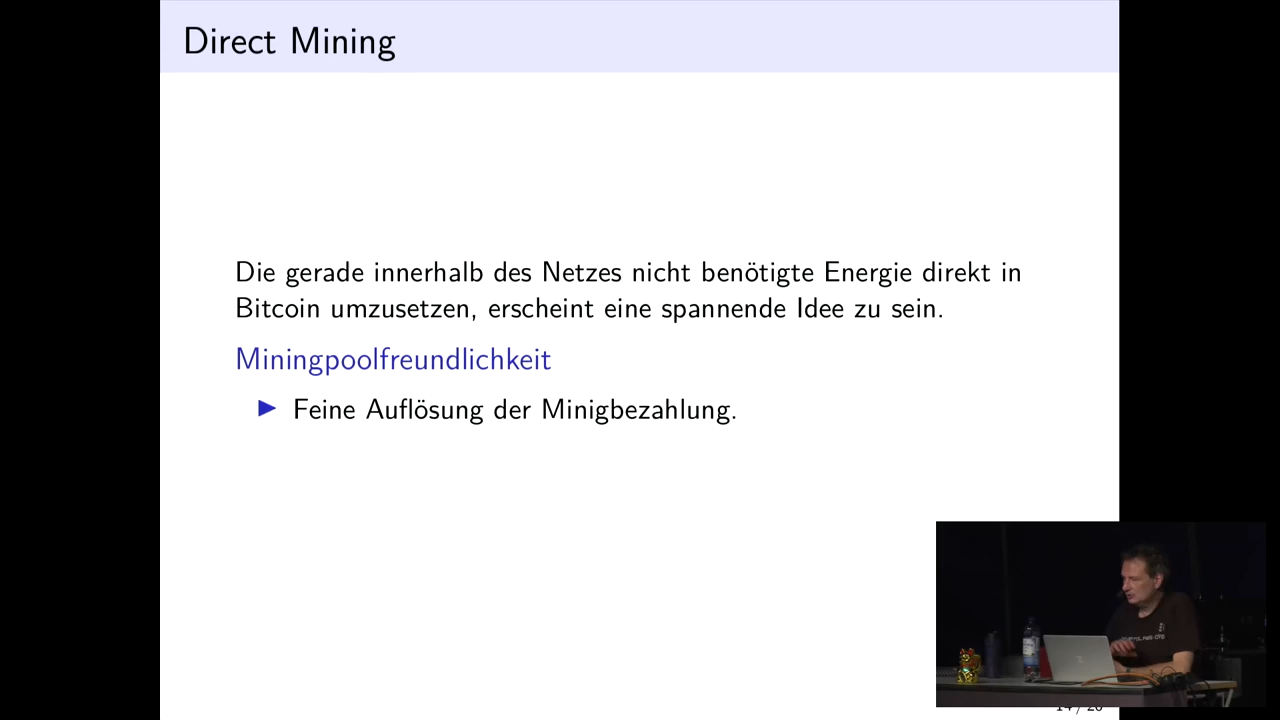 Direct Mining
Die gerade innerhalb des Netzes nicht benötigte Energie direkt in
Bitcoin umzusetzen, erscheint eine spannende Idee zu sein.
Miningpoolfreundlichkeit
Feine Auflösung der Minigbezahlung.